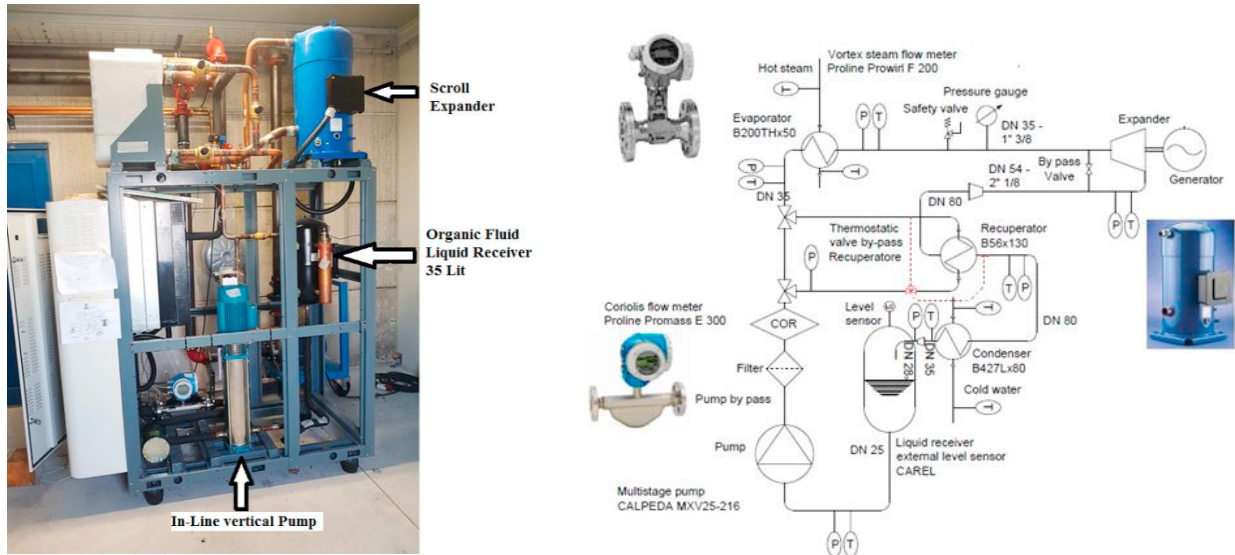 Scroll
Expander
Organic Fluid
Liquid Receiver
35 Lit
In-Line vertical Pump
Vortex steam flow meter
Proline Prowirl F 200
Hot steam
T
Pressure gauge
Safety valve
Evaporator
B200THx50
P
T
DN 35 -
1" 3/8
Expander
T
P
T
DN 35
DN 54 -
2" 1/8
By pass
Valve
Generator
DN 80
P
T
Thermostatic
valve by-pass
Recuperatore
Recuperator
B56x130
P
T
P
Coriolis flow meter
Proline Promass E 300
Level
sensor
LS
P
T
T
DN 80
COR
DN 28
DN 35
Condenser
B427Lx80
Filter
Cold water
Pump by pass
T
Pump
DN 25
Liquid receiver
external level sensor
CAREL
Multistage pump
CALPEDA MXV25-216
P
T